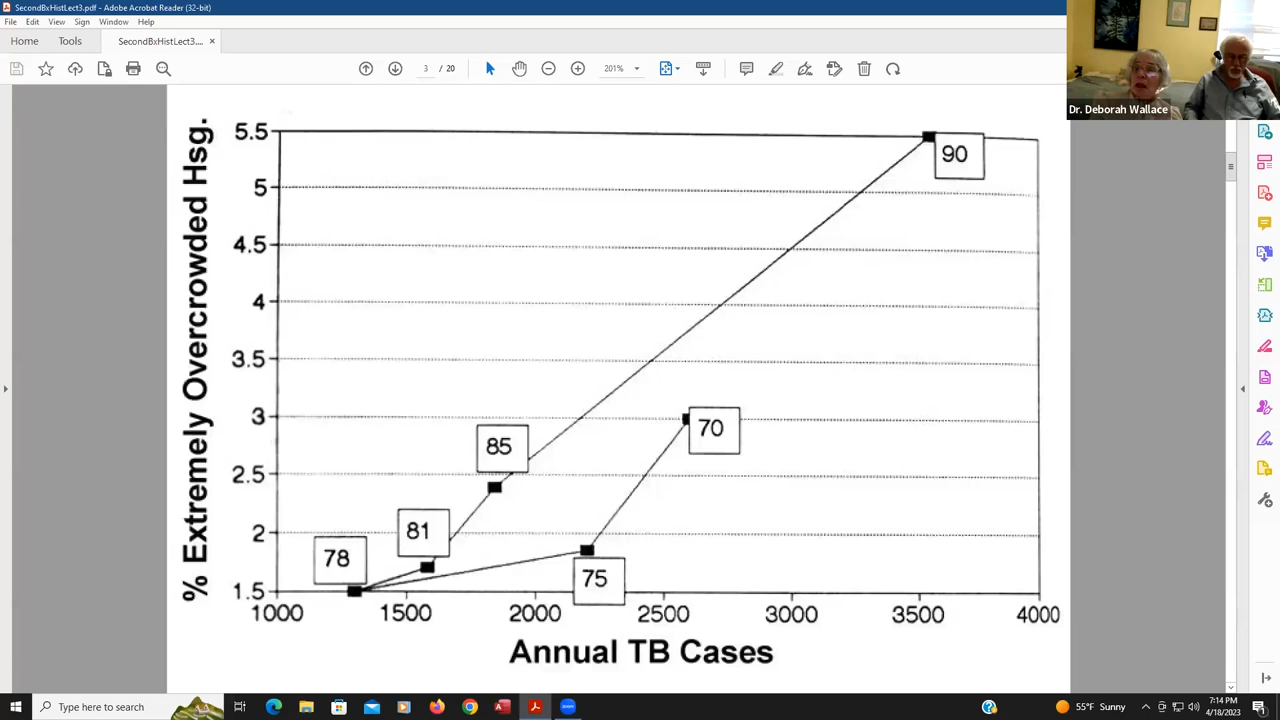 SecondBxHistLect3.pdf - Adobe Acrobat Reader (32-bit)
File Edit View Sign Window Help
Home Tools SecondBxHistLect3.... ×
3 / 20 201%
Dr. Deborah Wallace
% Extremely Overcrowded Hsg.
5.5
5
4.5
4
3.5
3
2.5
2
1.5
90
70
85
81
78
75
1000 1500 2000 2500 3000 3500 4000
Annual TB Cases
Type here to search
55°F Sunny
7:14 PM
4/18/2023